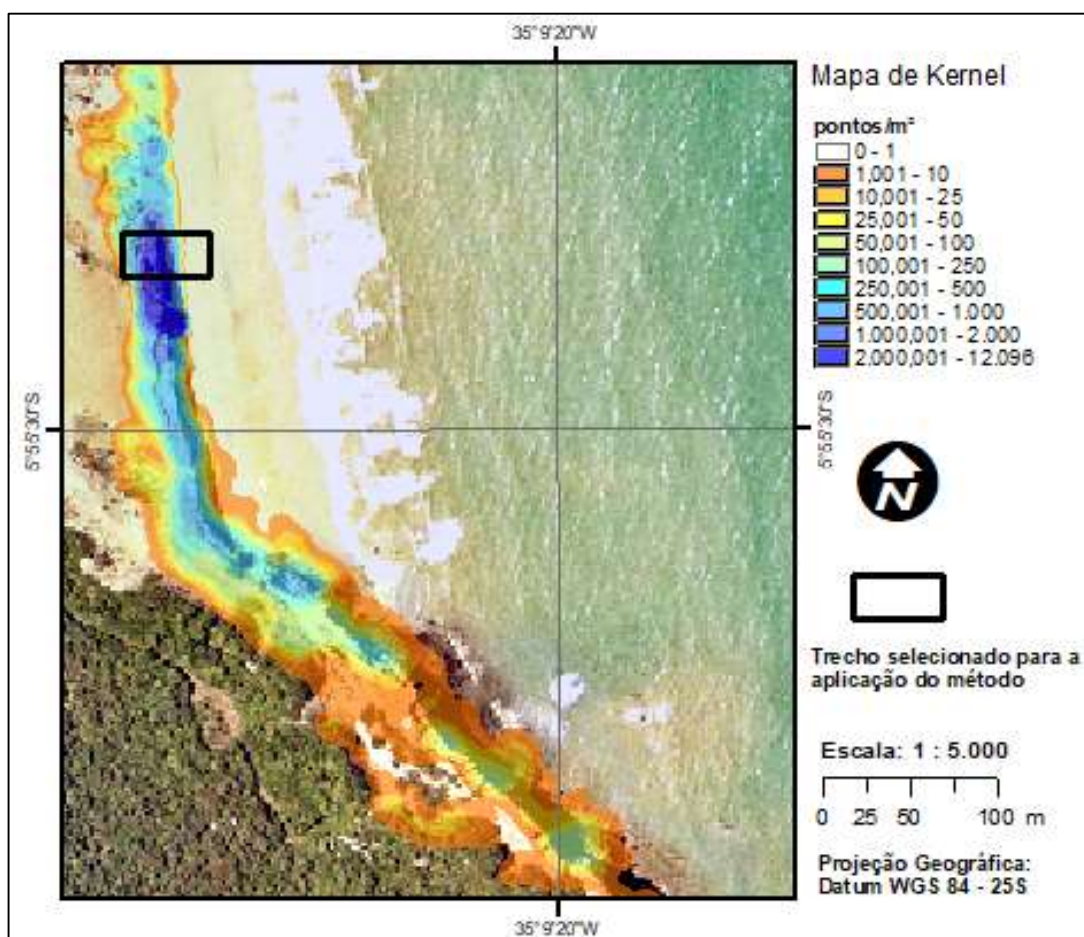 35°9'20"W
Mapa de Kernel
pontos/m²
0 - 1
1,001 - 10
10,001 - 25
25,001 - 50
50,001 - 100
100,001 - 250
250,001 - 500
500,001 - 1.000
1.000,001 - 2.000
2.000,001 - 12.096
5°55'30"S
5°55'30"S
N
Trecho selecionado para a
aplicação do método
Escala: 1 : 5.000
0 25 50 100 m
Projeção Geográfica:
Datum WGS 84 - 25S
35°9'20"W